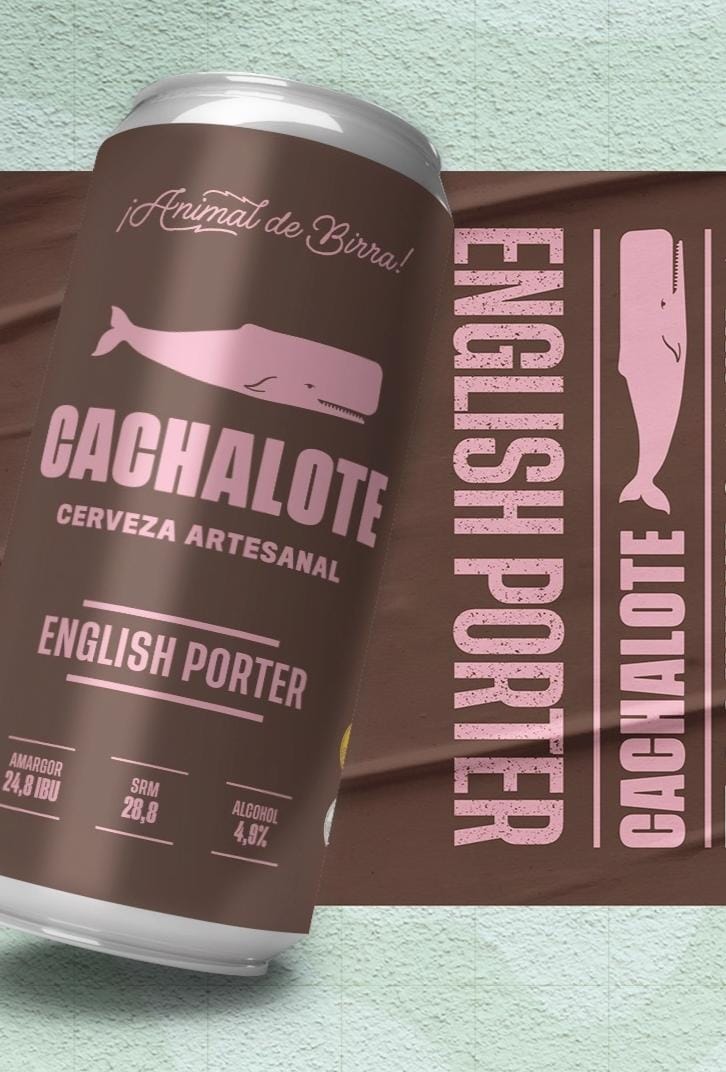 ¡Animal de Birra!
CACHALOTE
CERVEZA ARTESANAL
ENGLISH PORTER
AMARGOR
24,8 IBU
SRM
28,8
ALCOHOL
4,9%
ENGLISH PORTER
CACHALOTE